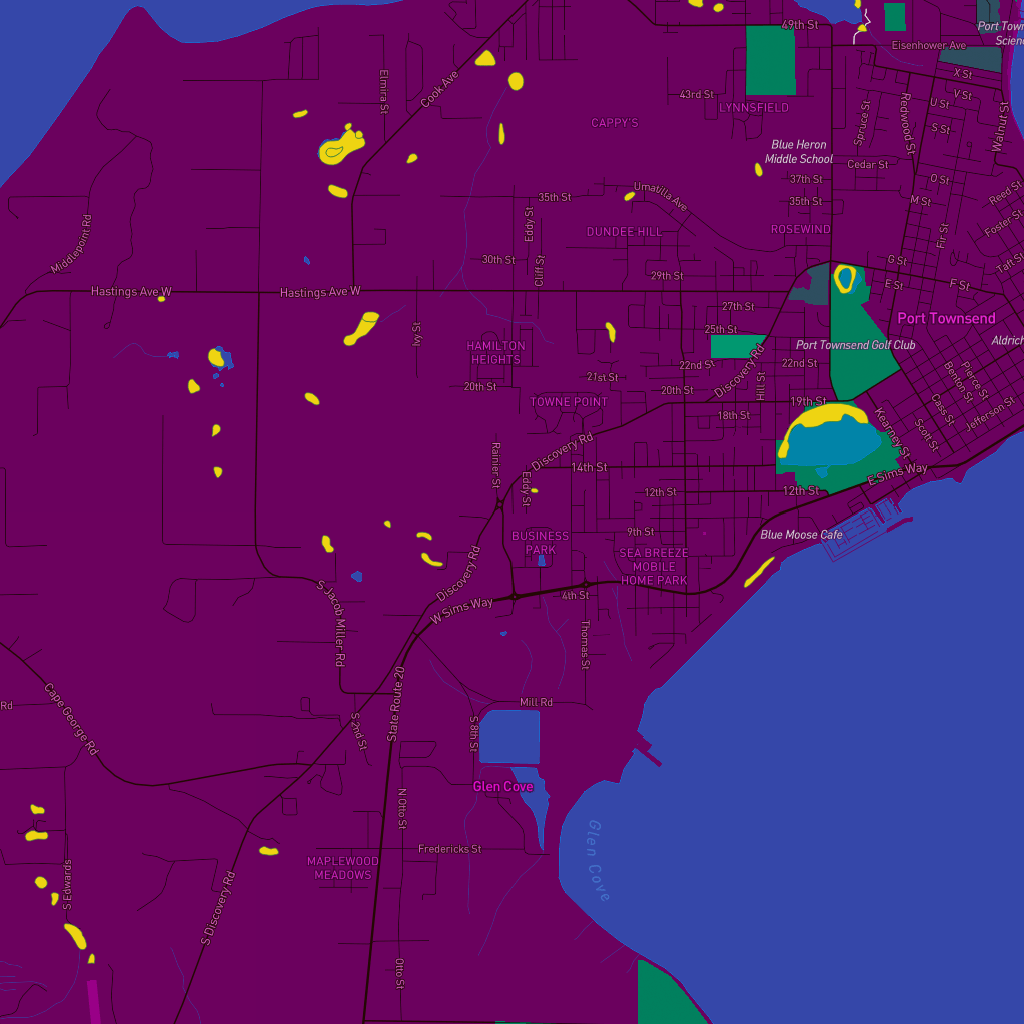 49th St
Port Town
Scien
Eisenhower Ave
X St
Elmira St
Cook Ave
43rd St
LYNNSFIELD
V St
U St
Redwood St
Spruce St
Walnut St
CAPPY'S
S St
Blue Heron
Middle School
Cedar St
37th St
O St
Umatilla Ave
35th St
35th St
M St
Reed St
Foster St
Middlepoint Rd
Eddy St
DUNDEE HILL
ROSEWIND
Fir St
Taft St
30th St
Cliff St
29th St
G St
E St
F St
Hastings Ave W
Hastings Ave W
27th St
Port Townsend
25th St
Ivy St
HAMILTON
HEIGHTS
Port Townsend Golf Club
Aldrich
22nd St
22nd St
Discovery Rd
21st St
20th St
20th St
Hill St
Pierce St
Benton St
TOWNE POINT
19th St
18th St
Cass St
Jefferson St
Kearney St
Scott St
Discovery Rd
Rainier St
14th St
E Sims Way
Eddy St
12th St
12th St
9th St
BUSINESS
PARK
Blue Moose Cafe
SEA BREEZE
MOBILE
HOME PARK
Discovery Rd
W Sims Way
4th St
S Jacob Miller Rd
Thomas St
State Route 20
Cape George Rd
Rd
Mill Rd
S 2nd St
S 8th St
Glen Cove
N Otto St
Glen Cove
Fredericks St
MAPLEWOOD
MEADOWS
S Edwards
S Discovery Rd
Otto St